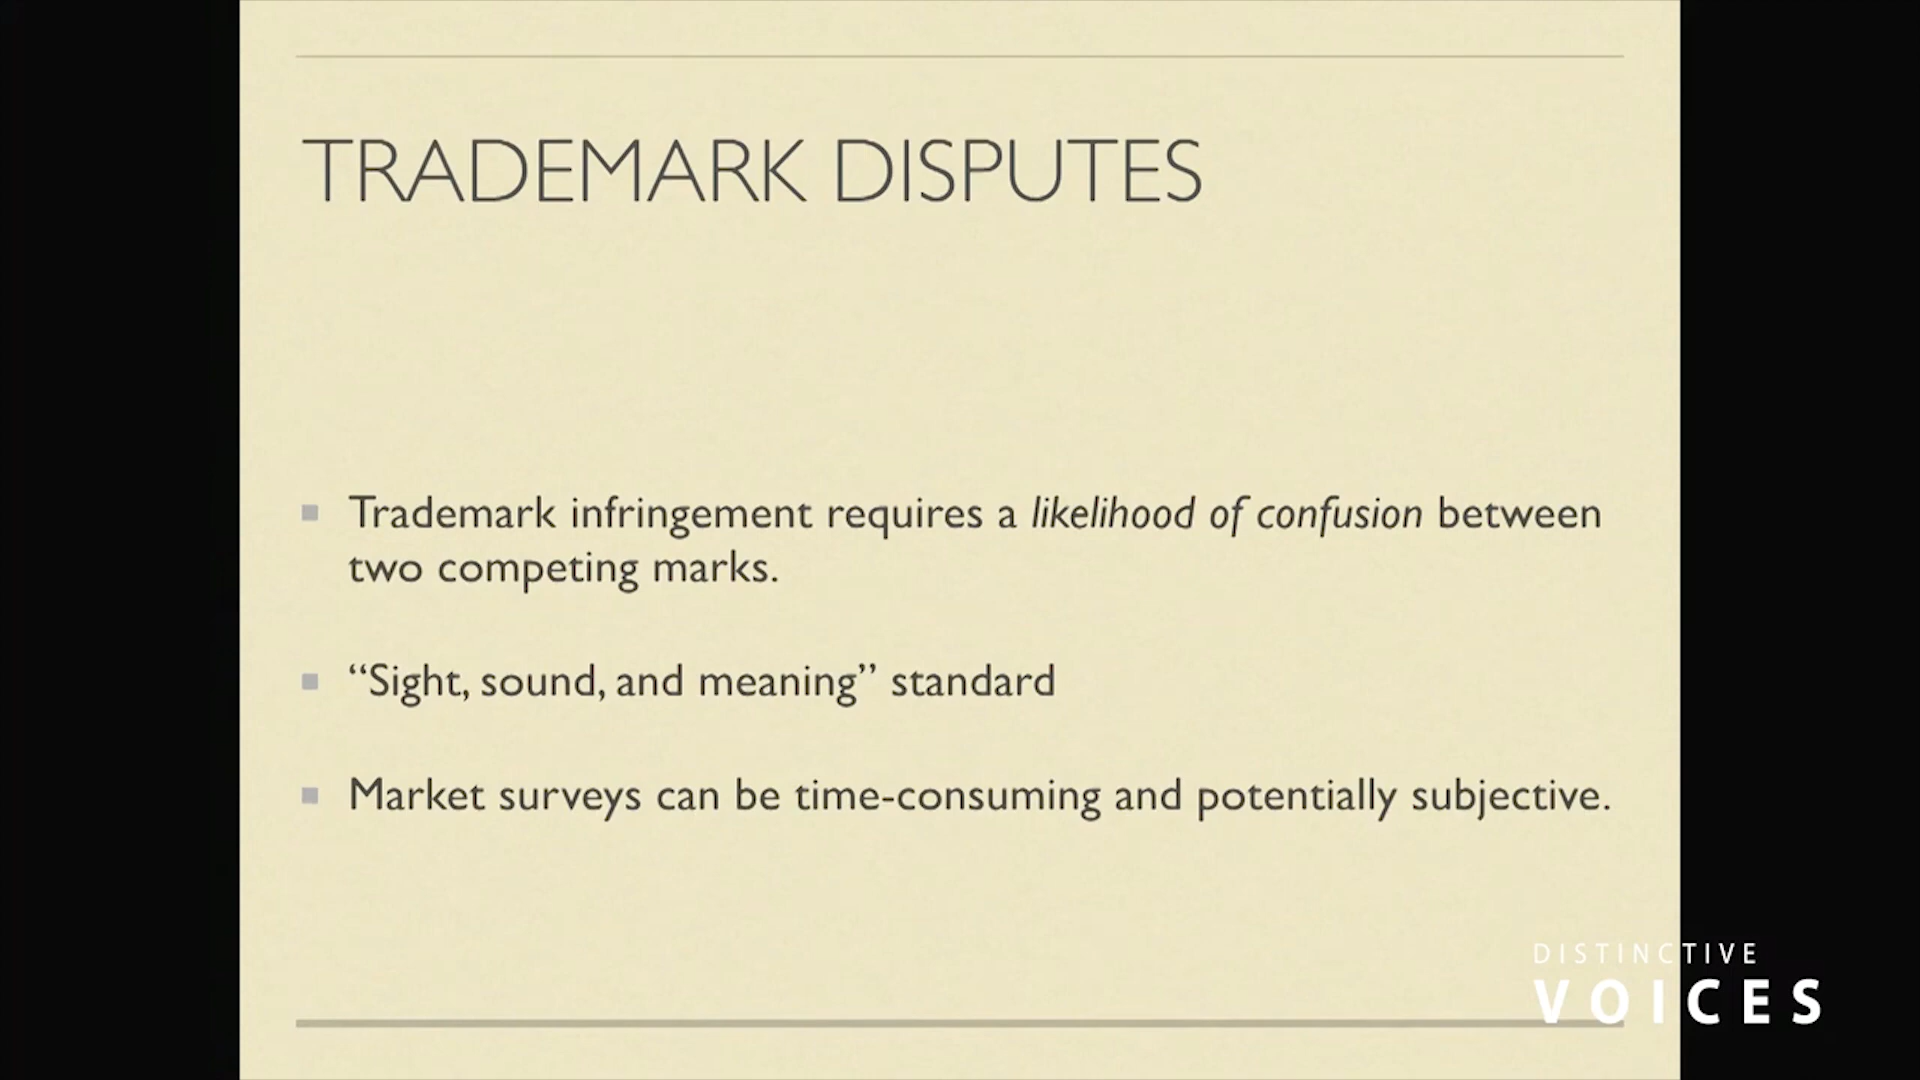 TRADEMARK DISPUTES
Trademark infringement requires a likelihood of confusion between
two competing marks.
“Sight, sound, and meaning” standard
Market surveys can be time-consuming and potentially subjective.
DISTINCTIVE
VOICES